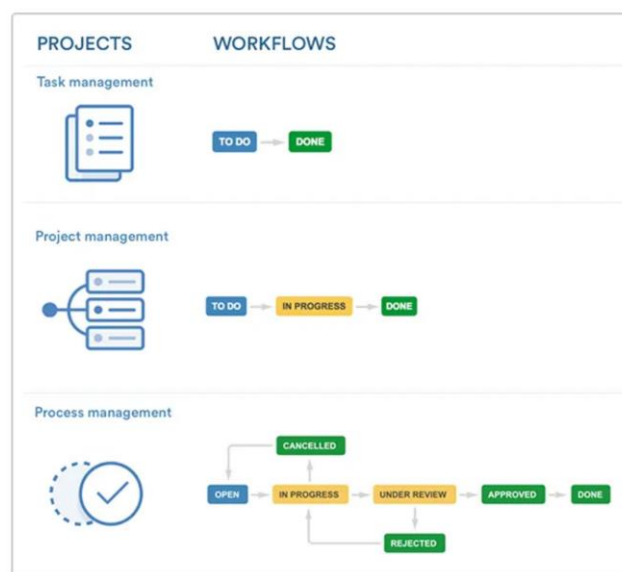 PROJECTS WORKFLOWS
Task management
TO DO DONE
Project management
TO DO IN PROGRESS DONE
Process management
CANCELLED
OPEN IN PROGRESS UNDER REVIEW APPROVED DONE
REJECTED